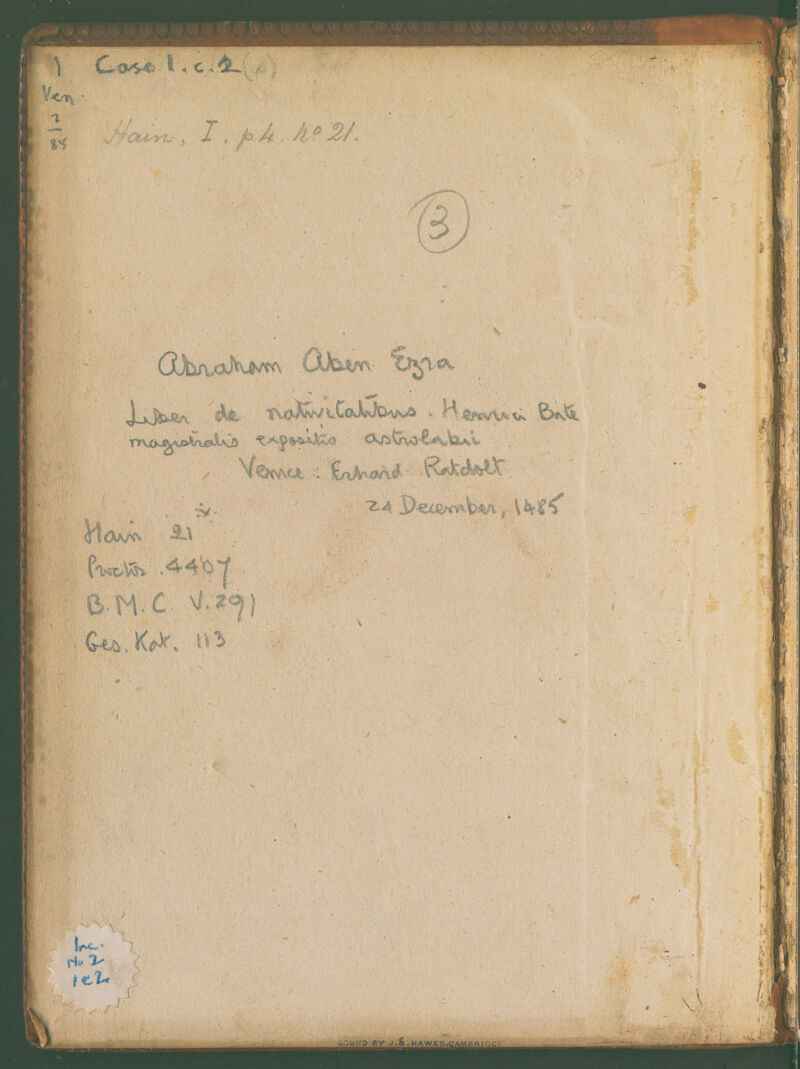 1 Case 1.c.2
Ven.
2
85
Hain, I. p4. no 21.
3
Abraham Aben Ezra
Liber de nativitatibus. Henrici Bate
magistralis expositio astrolabii
Venice: Erhard Ratdolt
24 December, 1485
Hain 21
Proctor 4407
B.M.C. V.291
Ges. Kat. 113
Inc.
No 2
1c2
BOUND BY J.S.HAWES.CAMBRIDGE